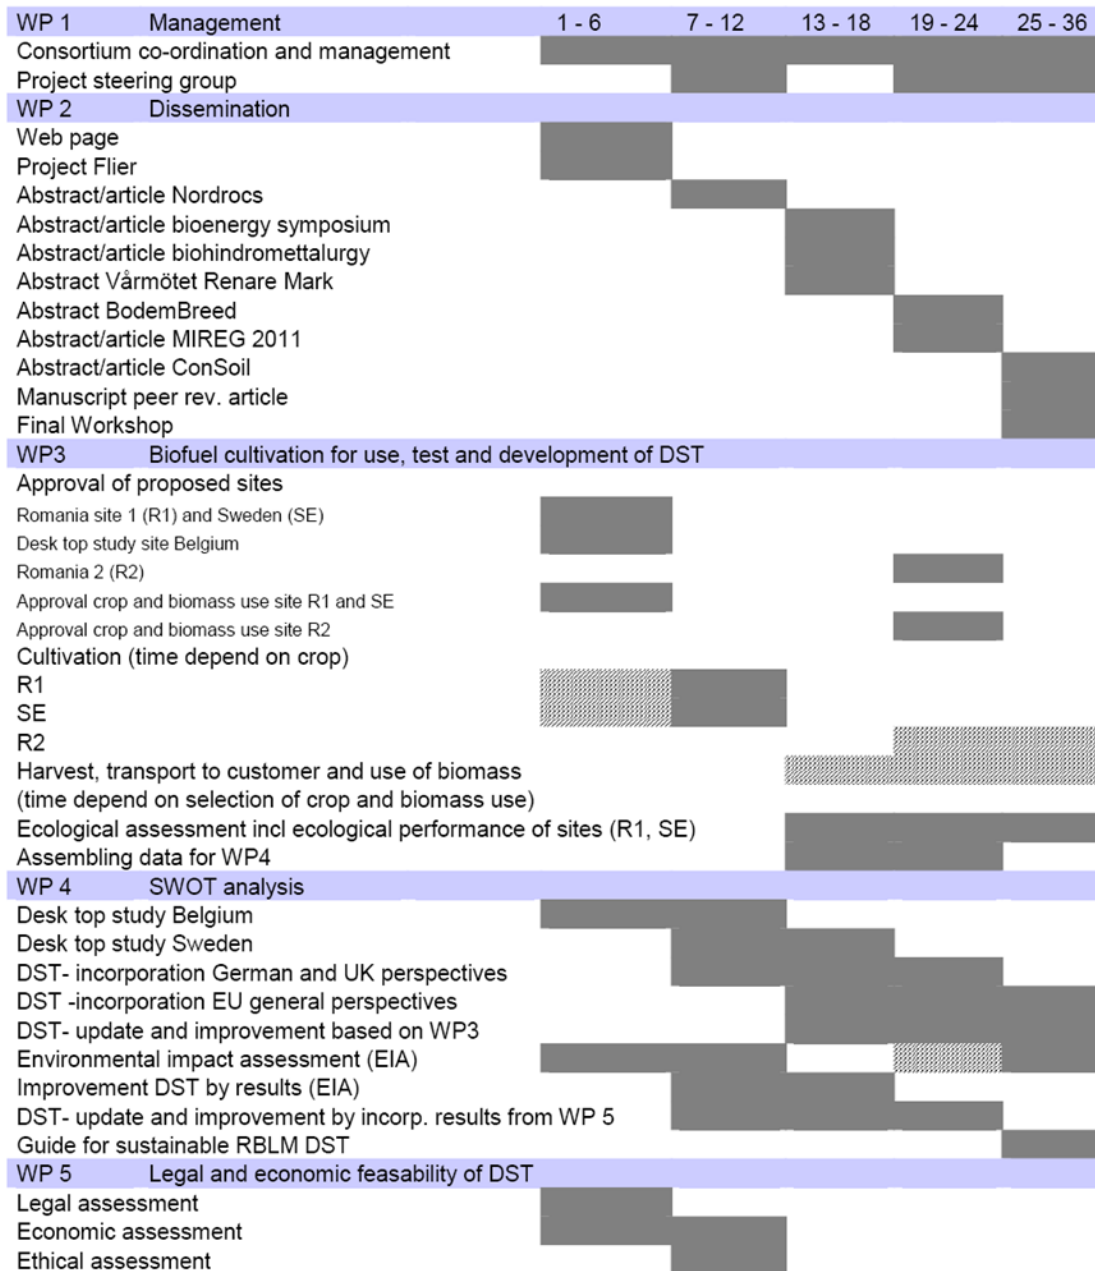 WP 1 Management 1 - 6 7 - 12 13 - 18 19 - 24 25 - 36
Consortium co-ordination and management
Project steering group
WP 2 Dissemination
Web page
Project Flier
Abstract/article Nordrocs
Abstract/article bioenergy symposium
Abstract/article biohindromettalurgy
Abstract Vårmötet Renare Mark
Abstract BodemBreed
Abstract/article MIREG 2011
Abstract/article ConSoil
Manuscript peer rev. article
Final Workshop
WP3 Biofuel cultivation for use, test and development of DST
Approval of proposed sites
Romania site 1 (R1) and Sweden (SE)
Desk top study site Belgium
Romania 2 (R2)
Approval crop and biomass use site R1 and SE
Approval crop and biomass use site R2
Cultivation (time depend on crop)
R1
SE
R2
Harvest, transport to customer and use of biomass
(time depend on selection of crop and biomass use)
Ecological assessment incl ecological performance of sites (R1, SE)
Assembling data for WP4
WP 4 SWOT analysis
Desk top study Belgium
Desk top study Sweden
DST- incorporation German and UK perspectives
DST -incorporation EU general perspectives
DST- update and improvement based on WP3
Environmental impact assessment (EIA)
Improvement DST by results (EIA)
DST- update and improvement by incorp. results from WP 5
Guide for sustainable RBLM DST
WP 5 Legal and economic feasability of DST
Legal assessment
Economic assessment
Ethical assessment